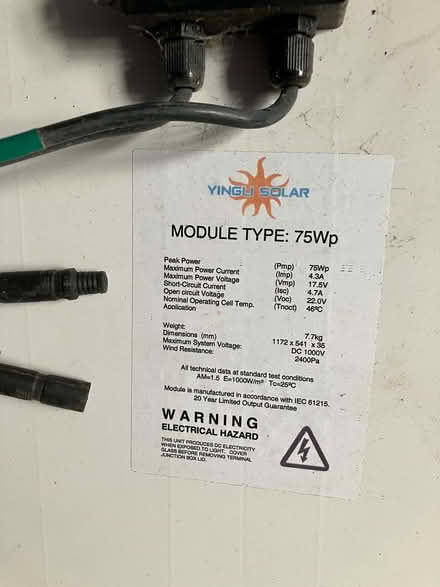 YINGLI SOLAR
MODULE TYPE: 75Wp
Peak Power (Pmp) 75Wp
Maximum Power Current (Imp) 4.3A
Maximum Power Voltage (Vmp) 17.5V
Short-Circuit Current (Isc) 4.7A
Open circuit Voltage (Voc) 22.0V
Nominal Operating Cell Temp. (Tnoct) 46ºC
Application
Weight: 7.7kg
Dimensions (mm) 1172 x 541 x 35
Maximum System Voltage: DC 1000V
Wind Resistance: 2400Pa
All technical data at standard test conditions
AM=1.5 E=1000W/m² Tc=25ºC
Module is manufactured in accordance with IEC 61215.
20 Year Limited Output Guarantee
WARNING
ELECTRICAL HAZARD
THIS UNIT PRODUCES DC ELECTRICITY
WHEN EXPOSED TO LIGHT. COVER
GLASS BEFORE REMOVING TERMINAL
JUNCTION BOX LID.